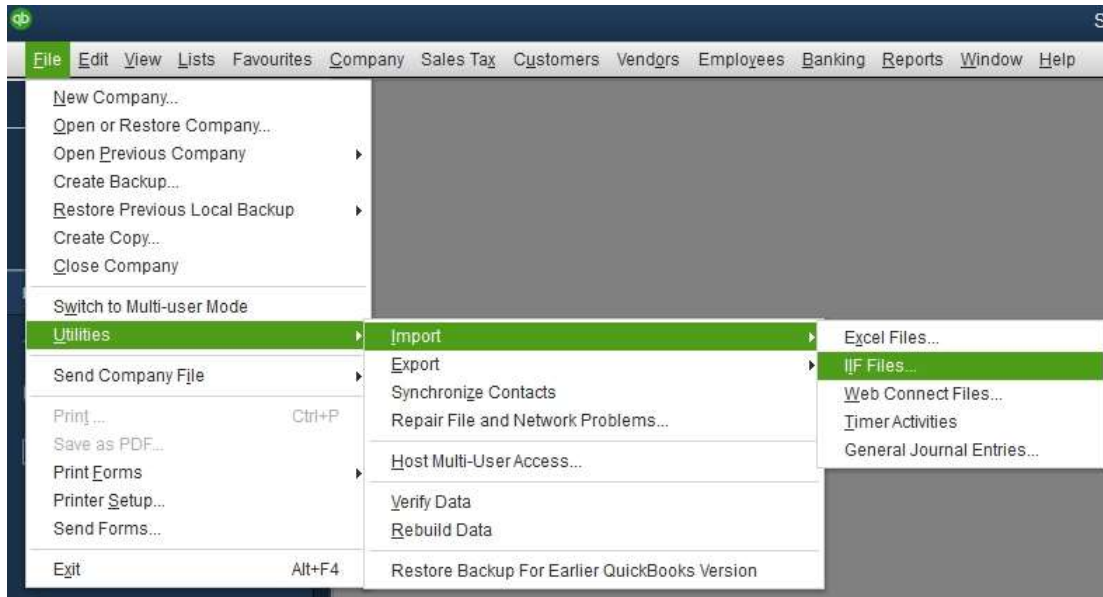 qb
S
File Edit View Lists Favourites Company Sales Tax Customers Vendors Employees Banking Reports Window Help
New Company...
Open or Restore Company...
Open Previous Company
Create Backup...
Restore Previous Local Backup
Create Copy...
Close Company
Switch to Multi-user Mode
Utilities
Send Company File
Print ... Ctrl+P
Save as PDF...
Print Forms
Printer Setup...
Send Forms...
Exit Alt+F4
Import
Export
Synchronize Contacts
Repair File and Network Problems...
Host Multi-User Access...
Verify Data
Rebuild Data
Restore Backup For Earlier QuickBooks Version
Excel Files...
IIF Files...
Web Connect Files...
Timer Activities
General Journal Entries...